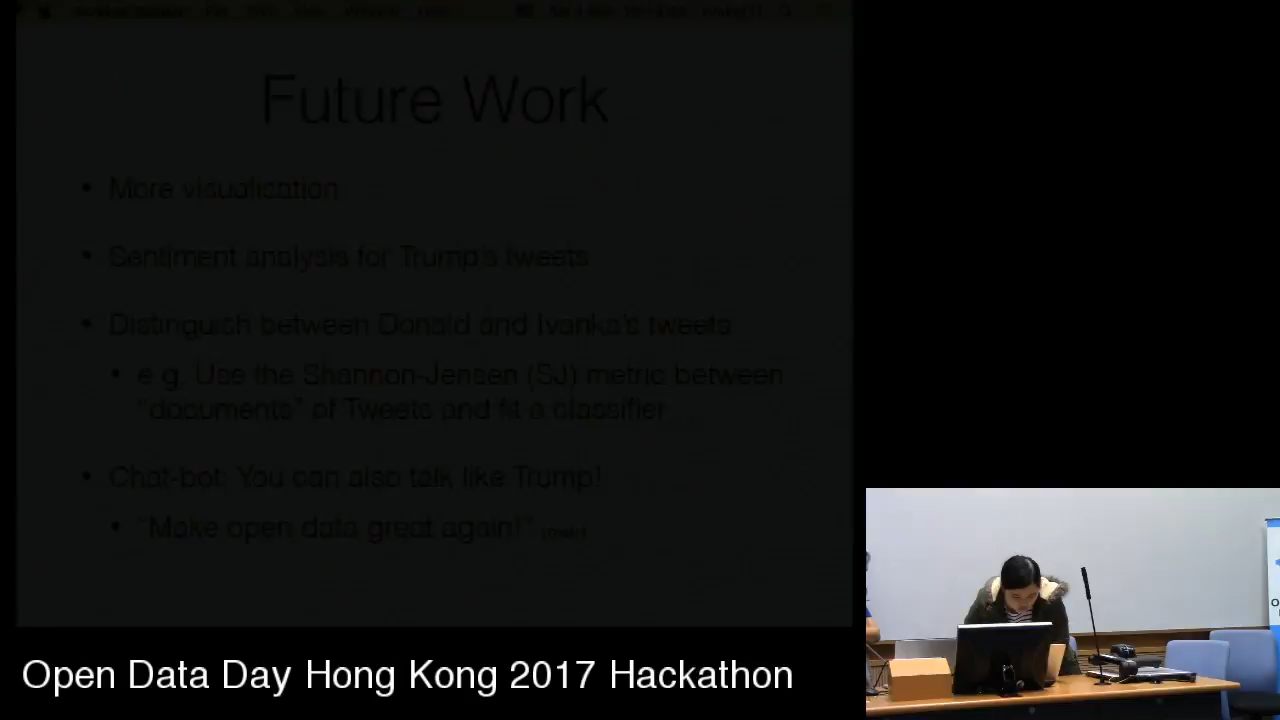 Future Work
• More visualisation
• Sentiment analysis for Trump's tweets
• Distinguish between Donald and Ivanka's tweets
• e.g. Use the Shannon-Jensen (SJ) metric between
"documents" of Tweets and fit a classifier
• Chat-bot: You can also talk like Trump!
• "Make open data great again!"
Open Data Day Hong Kong 2017 Hackathon